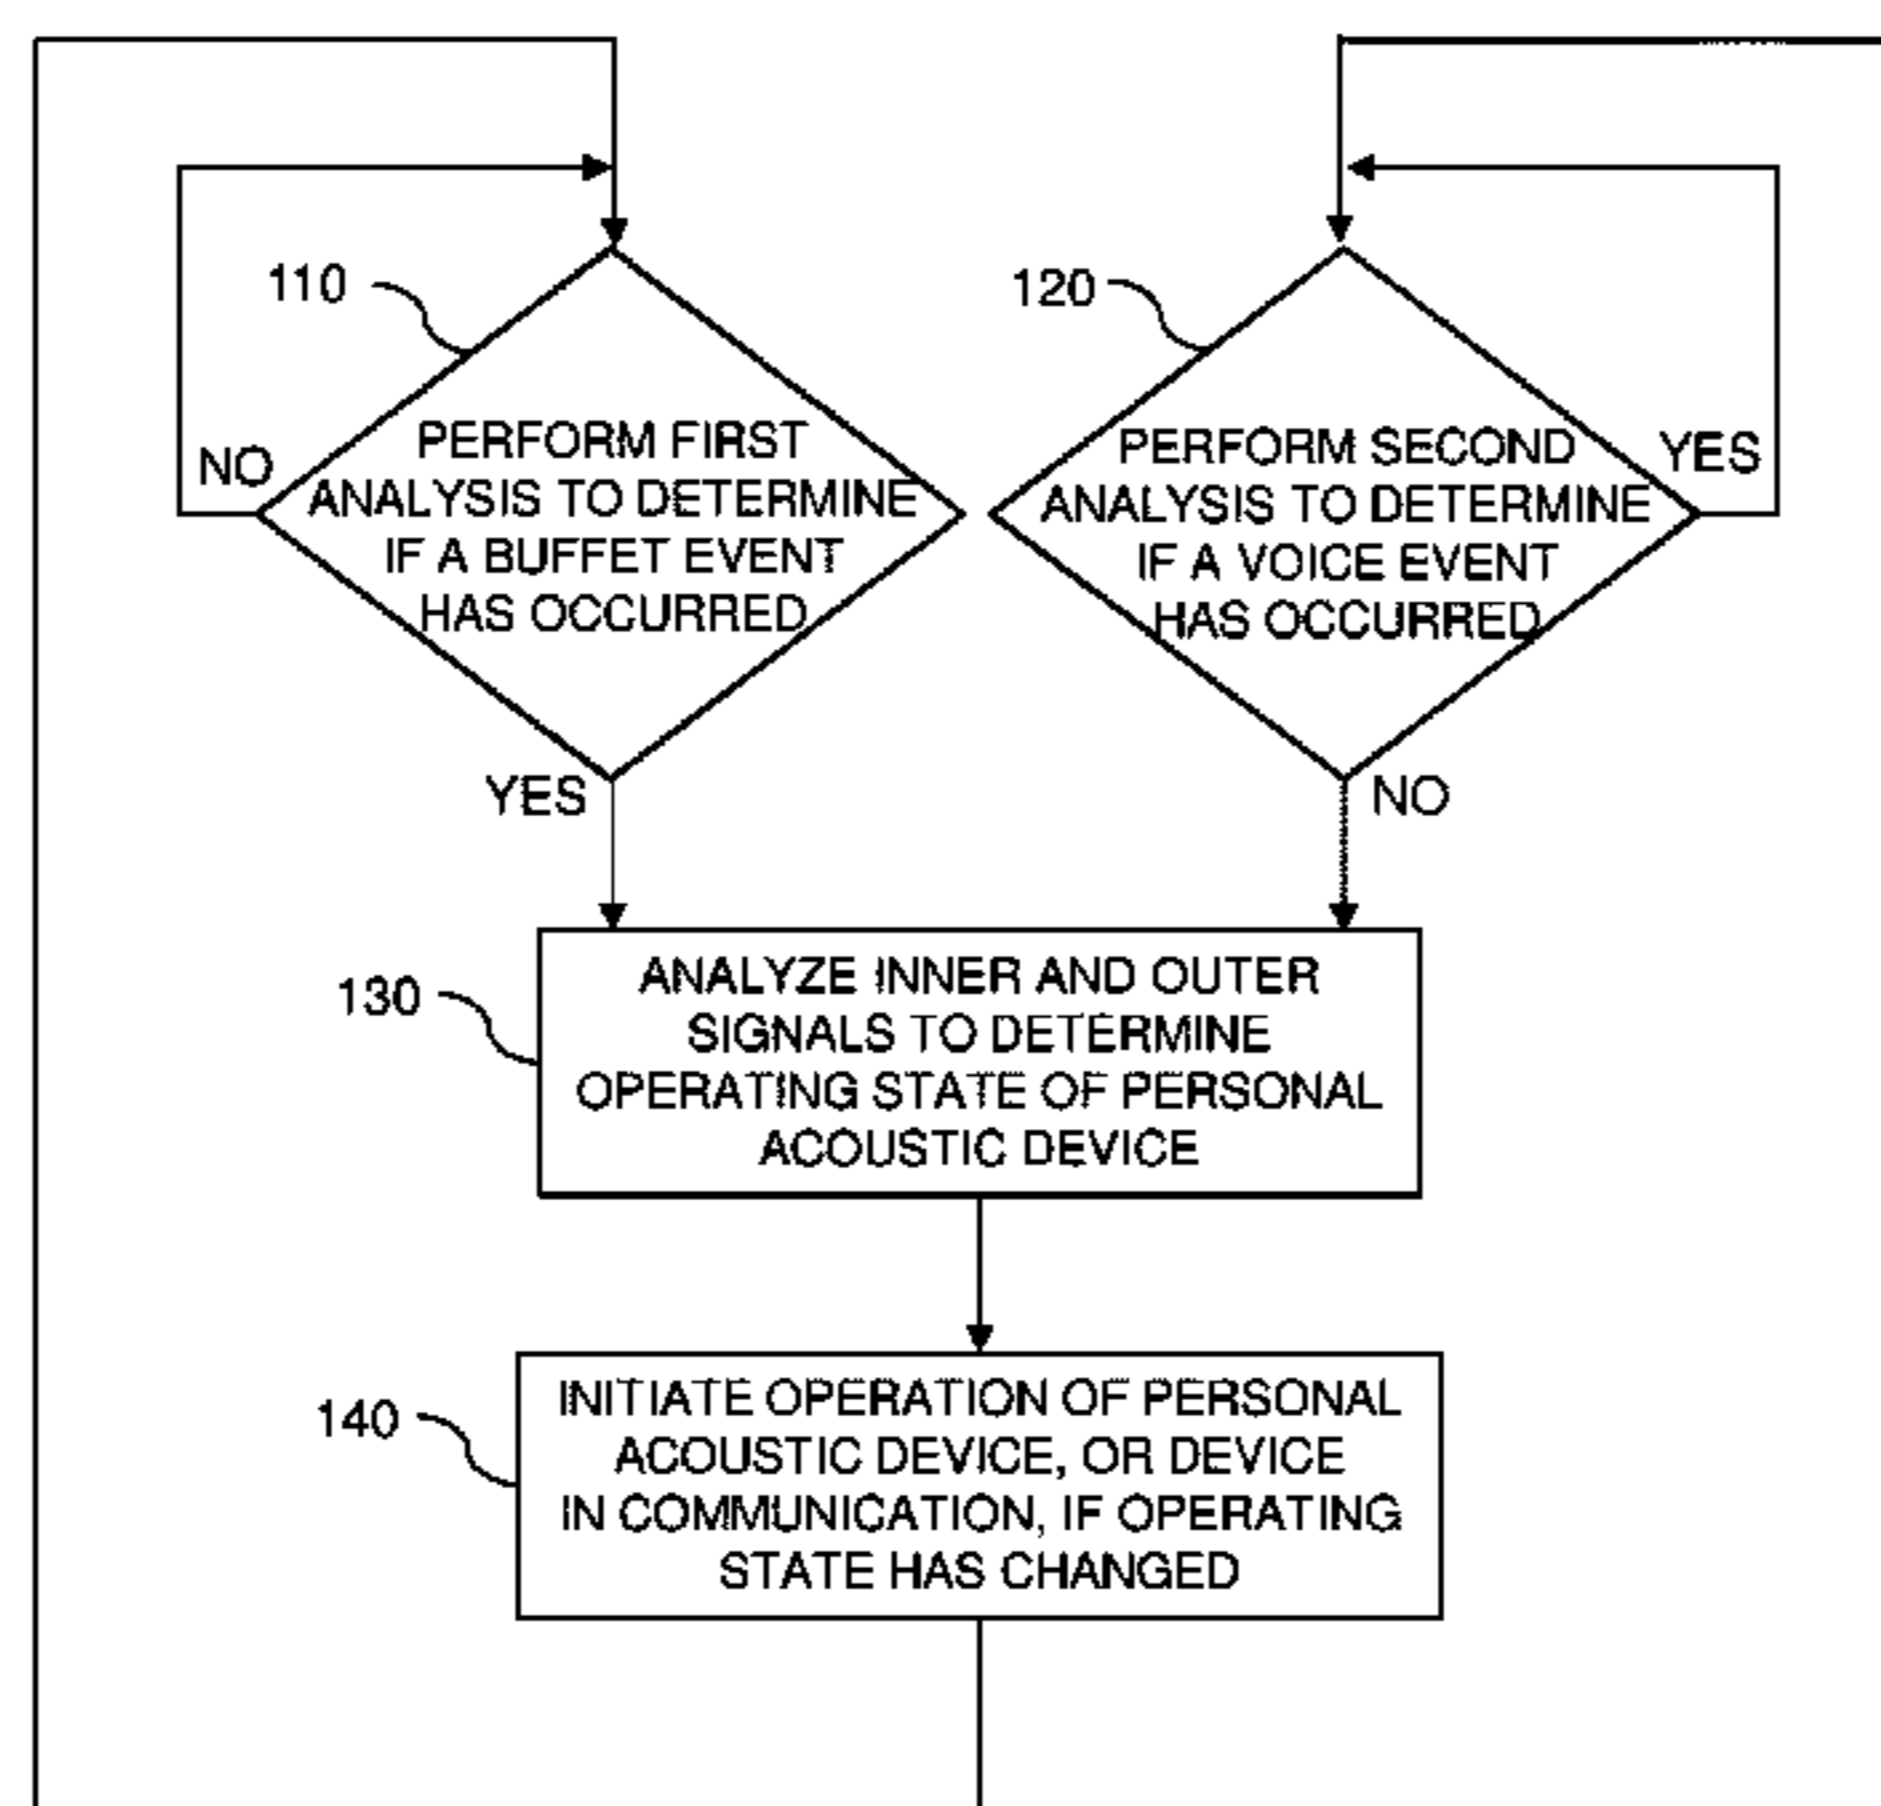 110
PERFORM FIRST
ANALYSIS TO DETERMINE
IF A BUFFET EVENT
HAS OCCURRED
NO
YES
120
PERFORM SECOND
ANALYSIS TO DETERMINE
IF A VOICE EVENT
HAS OCCURRED
YES
NO
130
ANALYZE INNER AND OUTER
SIGNALS TO DETERMINE
OPERATING STATE OF PERSONAL
ACOUSTIC DEVICE
140
INITIATE OPERATION OF PERSONAL
ACOUSTIC DEVICE, OR DEVICE
IN COMMUNICATION, IF OPERATING
STATE HAS CHANGED